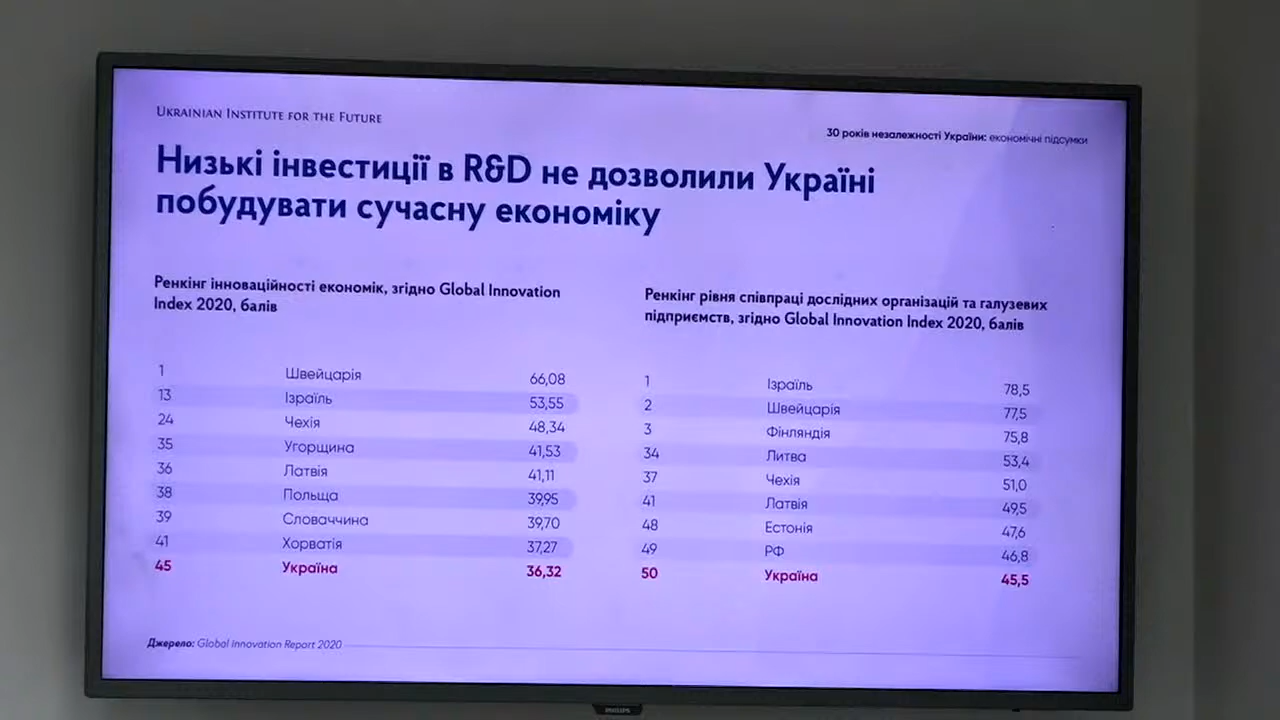 Ukrainian Institute for the Future
30 років незалежності України: економічні підсумки
Низькі інвестиції в R&D не дозволили Україні
побудувати сучасну економіку
Ренкінг інноваційності економік, згідно Global Innovation
Index 2020, балів
1 Швейцарія 66,08
13 Ізраїль 53,55
24 Чехія 48,34
35 Угорщина 41,53
36 Латвія 41,11
38 Польща 39,95
39 Словаччина 39,70
41 Хорватія 37,27
45 Україна 36,32
Ренкінг рівня співпраці дослідних організацій та галузевих
підприємств, згідно Global Innovation Index 2020, балів
1 Ізраїль 78,5
2 Швейцарія 77,5
3 Фінляндія 75,8
34 Литва 53,4
37 Чехія 51,0
41 Латвія 49,5
48 Естонія 47,6
49 РФ 46,8
50 Україна 45,5
Джерело: Global Innovation Report 2020
PHILIPS